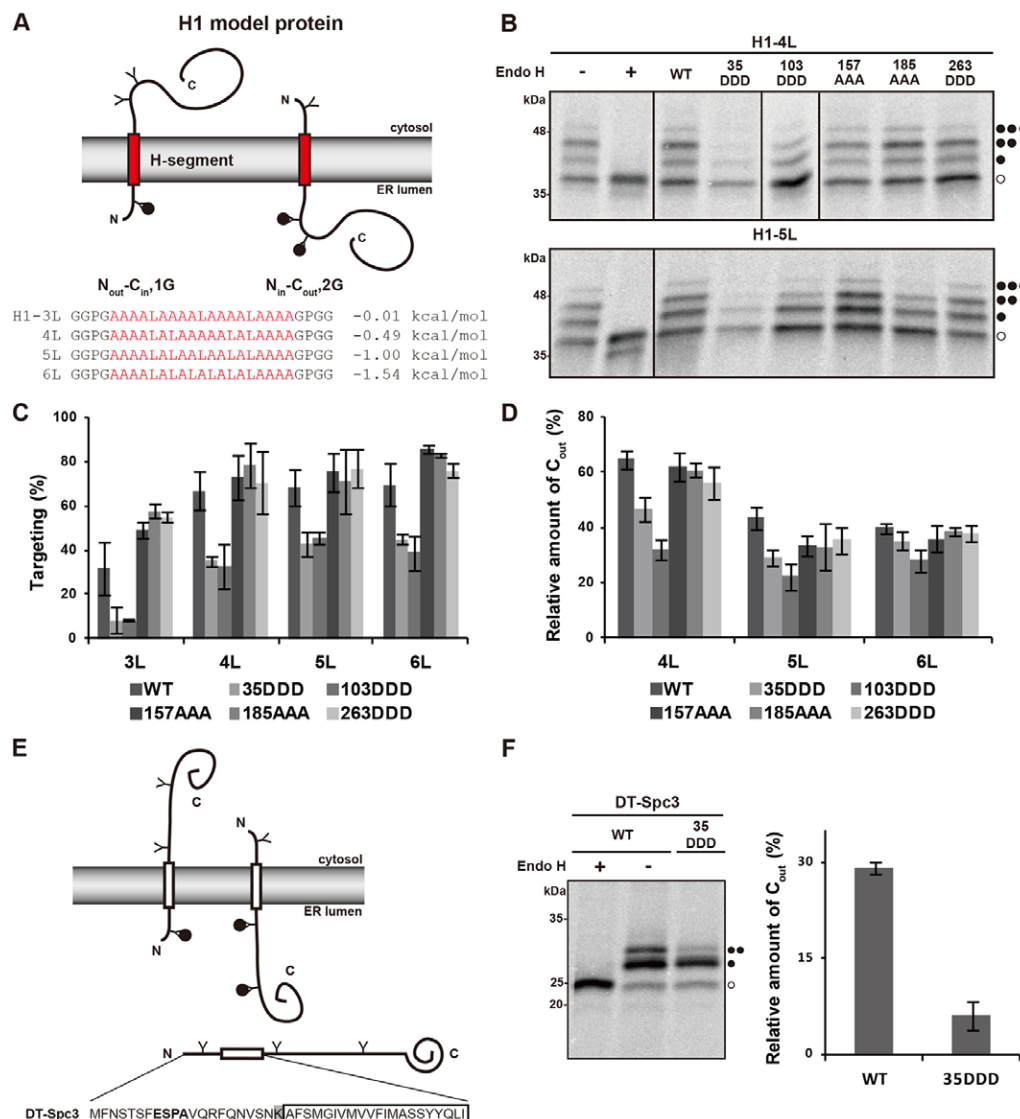 A
H1 model protein
C
N
cytosol
H-segment
ER lumen
N
C
Nout-Cin,1G
Nin-Cout,2G
H1-3L GGPGAAAALAAAALAAAALAAAAGPGG -0.01 kcal/mol
4L GGPGAAAALAAALALAAALAAAAGPGG -0.49 kcal/mol
5L GGPGAAAALALAALAALALAAAAGPGG -1.00 kcal/mol
6L GGPGAAAALALALALALALAAAAGPGG -1.54 kcal/mol
B
H1-4L
Endo H - + WT 35 DDD 103 DDD 157 AAA 185 AAA 263 DDD
kDa
48
35
H1-5L
48
35
C
Targeting (%)
100
80
60
40
20
0
3L 4L 5L 6L
WT 35DDD 103DDD
157AAA 185AAA 263DDD
D
Relative amount of Cout (%)
80
60
40
20
0
4L 5L 6L
WT 35DDD 103DDD
157AAA 185AAA 263DDD
E
C
N
cytosol
ER lumen
N
C
N C
DT-Spc3 MFNSTSFESPAVQRFQNVSNKAFSMGIVMVVFIMASSYYQLI
F
DT-Spc3
WT 35 DDD
Endo H + -
kDa
35
25
20
Relative amount of Cout (%)
30
15
0
WT 35DDD